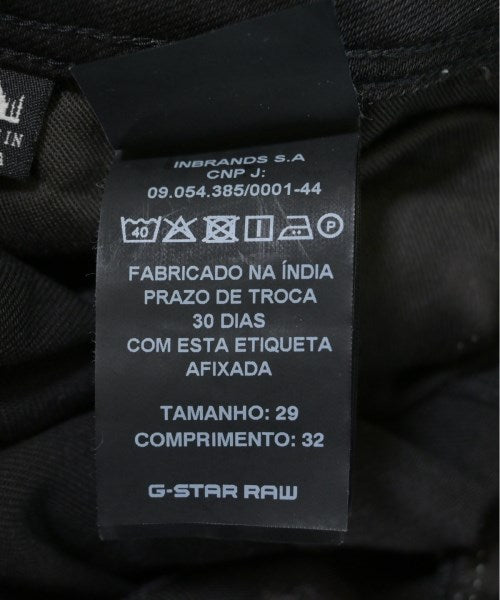 INBRANDS S.A
CNP J:
09.054.385/0001-44
40 P
FABRICADO NA ÍNDIA
PRAZO DE TROCA
30 DIAS
COM ESTA ETIQUETA
AFIXADA
TAMANHO: 29
COMPRIMENTO: 32
G-STAR RAW
IN